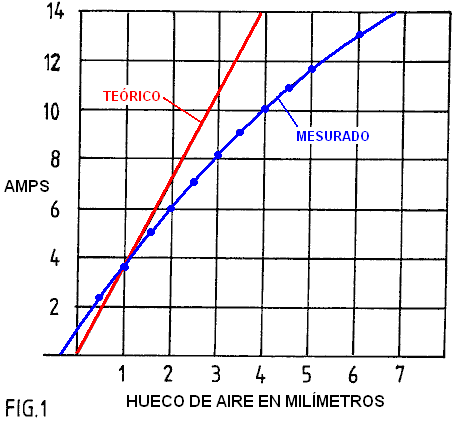 14
12
10
8
6
4
2
TEÓRICO
MESURADO
AMPS
1 2 3 4 5 6 7
HUECO DE AIRE EN MILÍMETROS
FIG.1